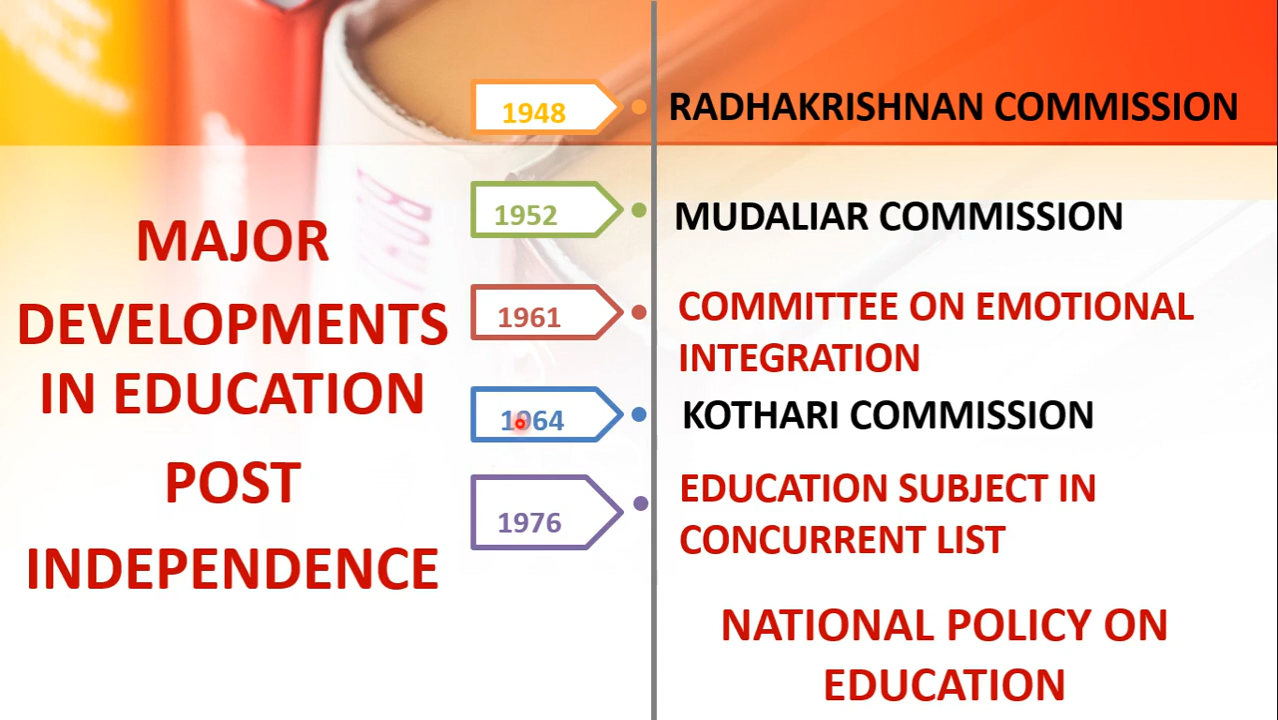 MAJOR
DEVELOPMENTS
IN EDUCATION
POST
INDEPENDENCE
1948
RADHAKRISHNAN COMMISSION
1952
MUDALIAR COMMISSION
1961
COMMITTEE ON EMOTIONAL
INTEGRATION
1964
KOTHARI COMMISSION
1976
EDUCATION SUBJECT IN
CONCURRENT LIST
NATIONAL POLICY ON
EDUCATION